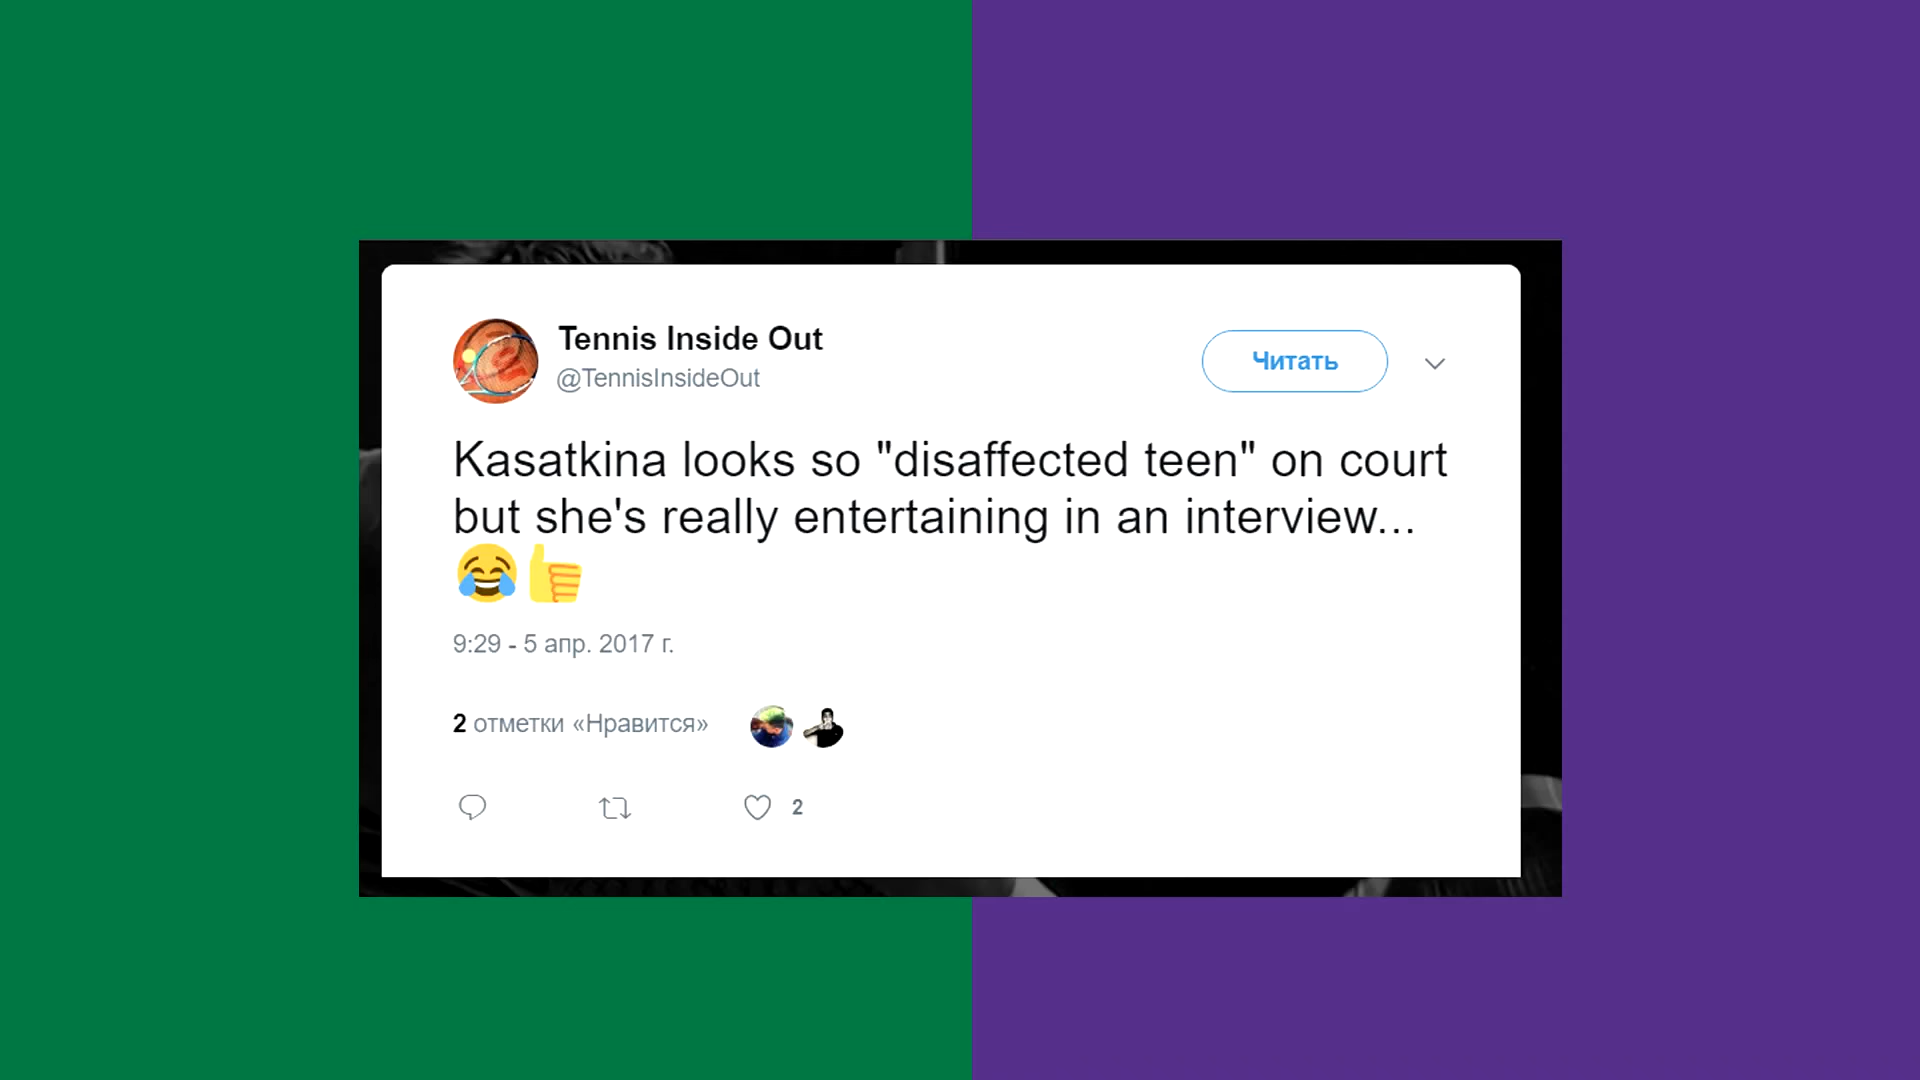 Tennis Inside Out
@TennisInsideOut
Читать
Kasatkina looks so "disaffected teen" on court
but she's really entertaining in an interview...
😂👍
9:29 - 5 апр. 2017 г.
2 отметки «Нравится»
2